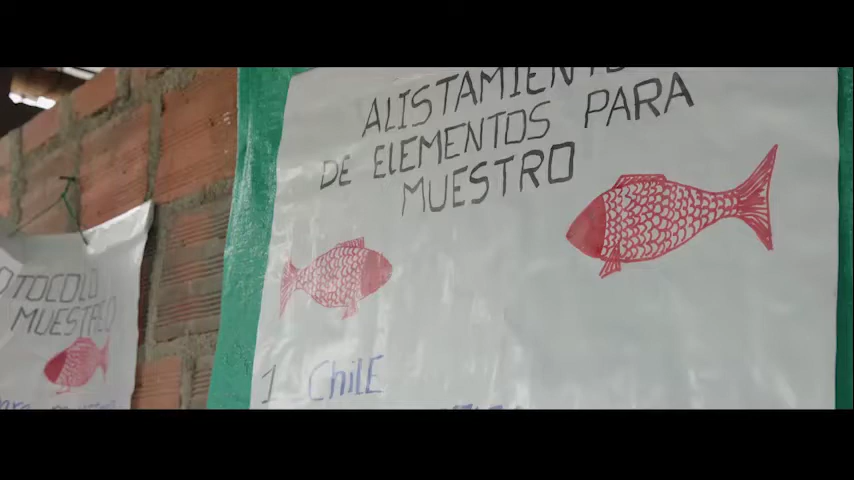 ALISTAMIENTO
DE ELEMENTOS PARA
MUESTRO
1 ChilE
OTOCOLO
MUESTREO